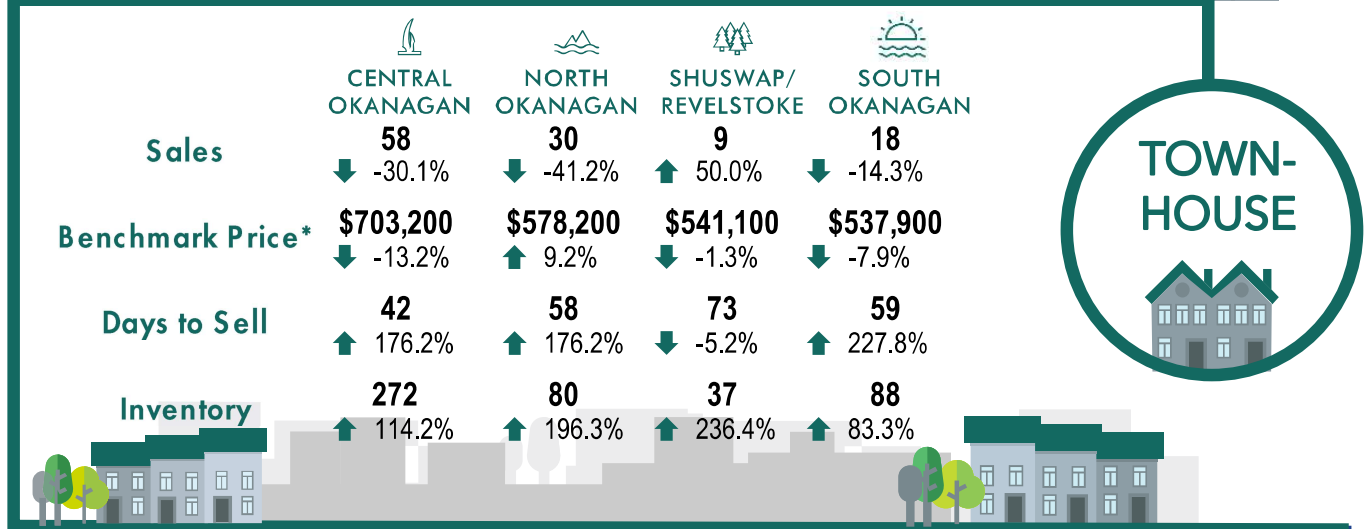 CENTRAL OKANAGAN NORTH OKANAGAN SHUSWAP/ REVELSTOKE SOUTH OKANAGAN
Sales 58 30 9 18
-30.1% -41.2% 50.0% -14.3%
Benchmark Price* $703,200 $578,200 $541,100 $537,900
-13.2% 9.2% -1.3% -7.9%
Days to Sell 42 58 73 59
176.2% 176.2% -5.2% 227.8%
Inventory 272 80 37 88
114.2% 196.3% 236.4% 83.3%
TOWN-
HOUSE